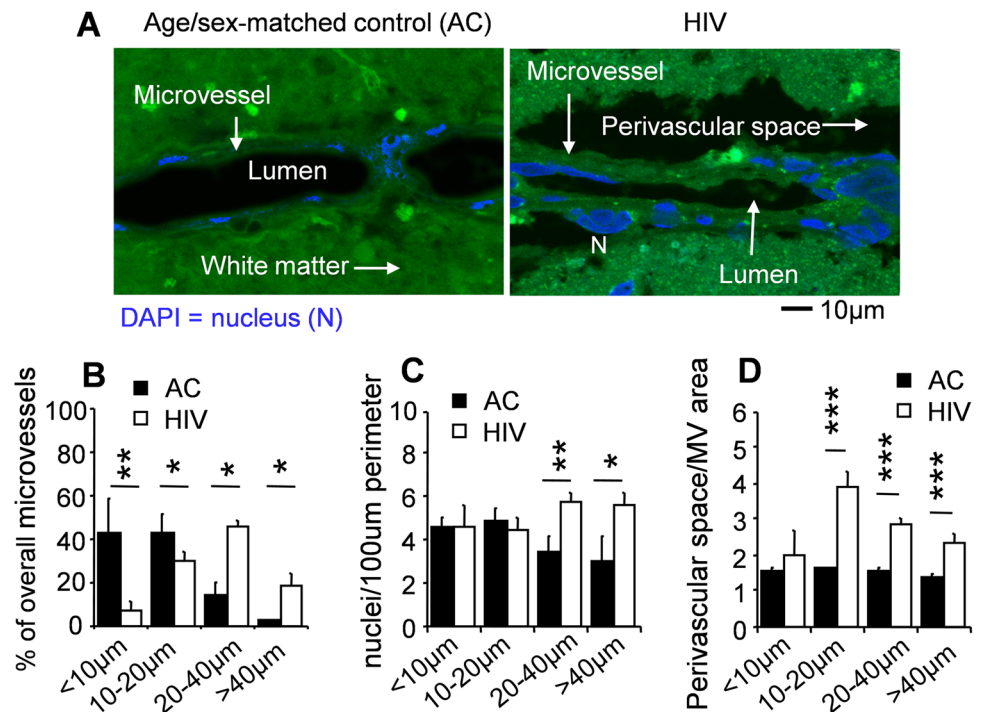 A
Age/sex-matched control (AC)
HIV
Microvessel
Lumen
White matter
Microvessel
Perivascular space
N
Lumen
DAPI = nucleus (N)
10µm
B
AC
HIV
% of overall microvessels
100
80
60
40
20
0
**
*
*
*
<10µm
10-20µm
20-40µm
>40µm
C
AC
HIV
nuclei/100um perimeter
10
8
6
4
2
0
**
*
<10µm
10-20µm
20-40µm
>40µm
D
AC
HIV
Perivascular space/MV area
6
5
4
3
2
1
0
***
***
***
<10µm
10-20µm
20-40µm
>40µm